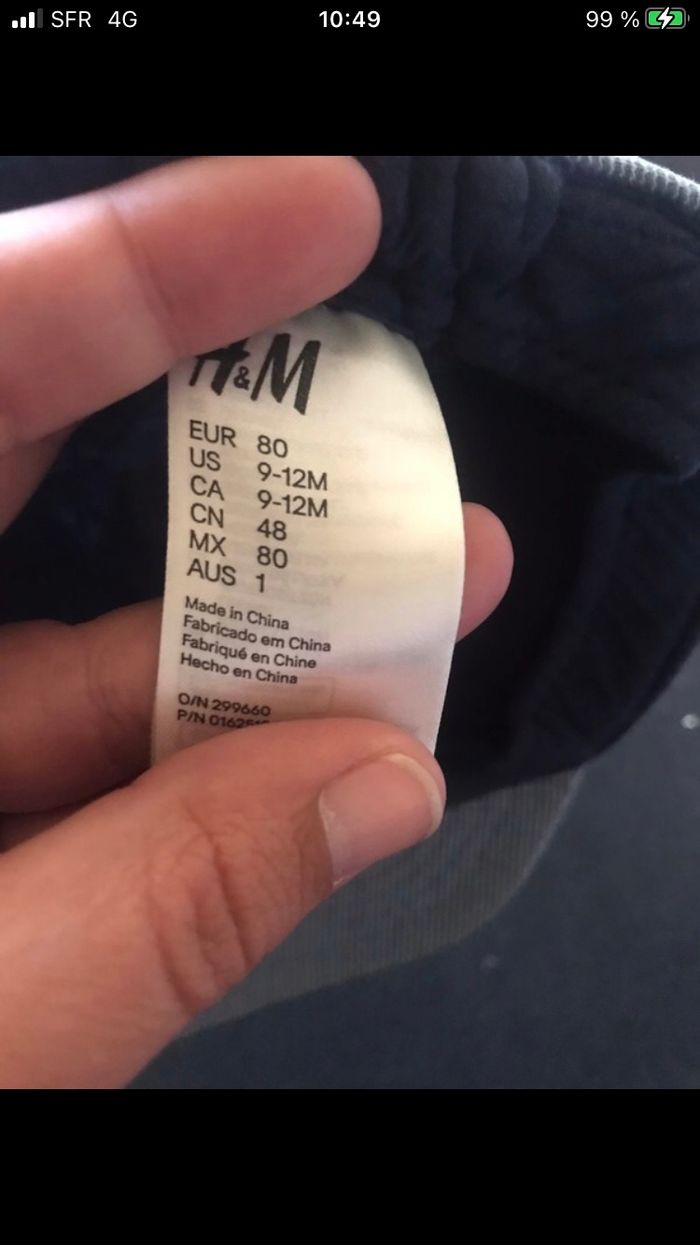 SFR 4G 10:49 99 %
H&M
EUR 80
US 9-12M
CA 9-12M
CN 48
MX 80
AUS 1
Made in China
Fabricado em China
Fabriqué en Chine
Hecho en China
O/N 299660
P/N